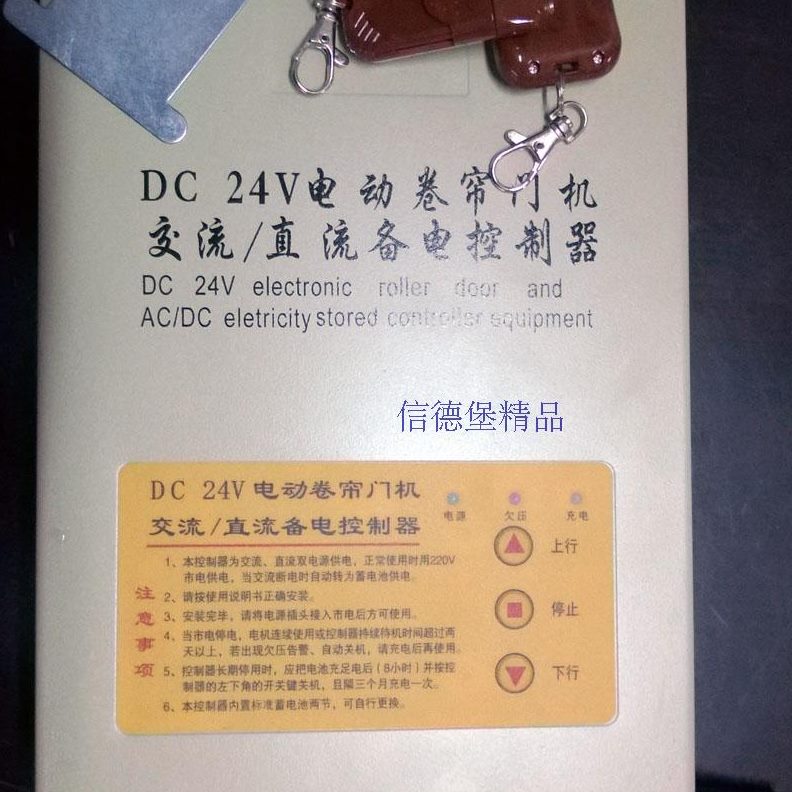 DC 24V电动卷帘门机
交流/直流备电控制器
DC 24V electronic roller door and
AC/DC eletricity stored controller equipment
信德堡精品
DC 24V 电动卷帘门机
交流/直流备电控制器
电源 欠压 充电
注意事项
1、本控制器为交流、直流双电源供电，正常使用时用220V
市电供电，当交流断电时自动转为蓄电池供电。
2、请按使用说明书正确安装。
3、安装完毕，请将电源插头接入市电后方可使用。
4、当市电停电，电机连续使用或控制器持续待机时间超过两
天以上，若出现欠压告警、自动关机，请充电后再使用。
5、控制器长期停用时，应把电池充足电后（8小时）并按控
制器的左下角的开关键关机，且隔三个月充电一次。
6、本控制器内置标准蓄电池两节，可自行更换。
上行
停止
下行